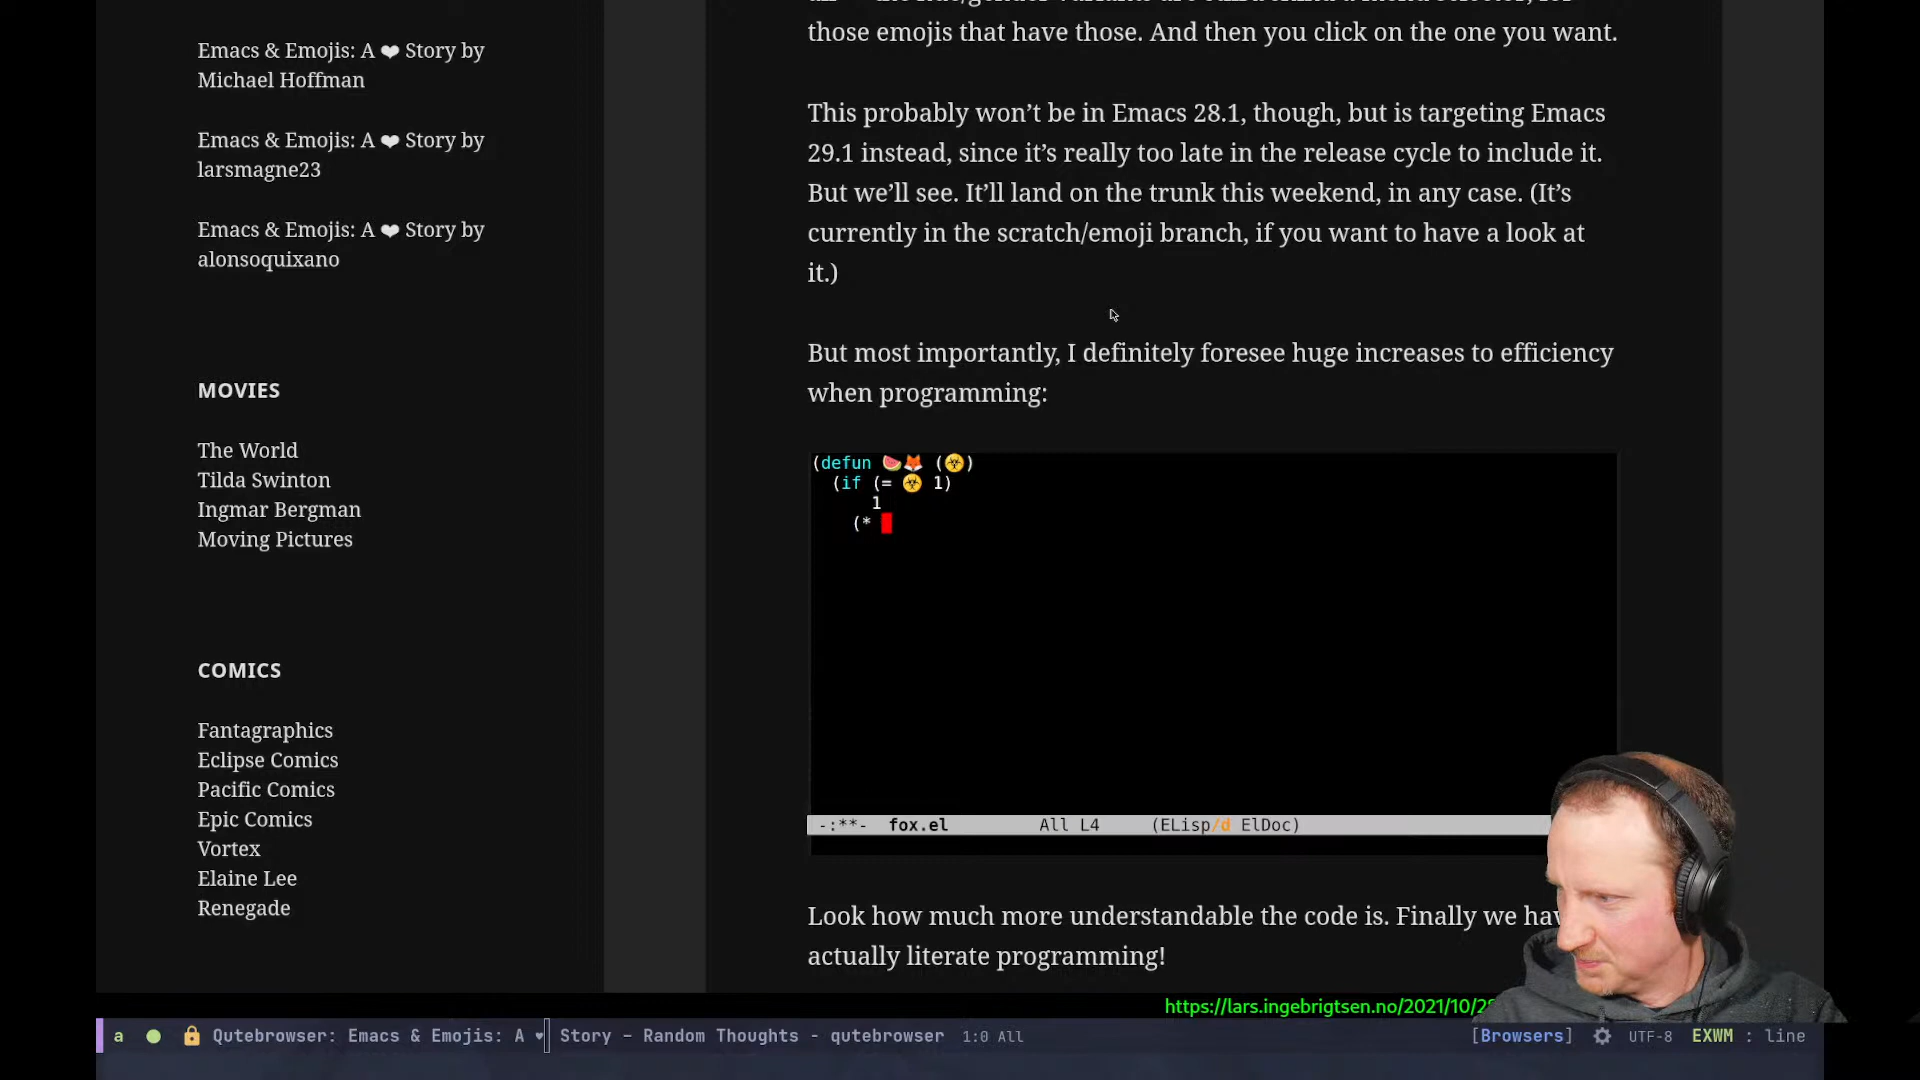 Emacs & Emojis: A ❤ Story by
Michael Hoffman
Emacs & Emojis: A ❤ Story by
larsmagne23
Emacs & Emojis: A ❤ Story by
alonsoquixano
MOVIES
The World
Tilda Swinton
Ingmar Bergman
Moving Pictures
COMICS
Fantagraphics
Eclipse Comics
Pacific Comics
Epic Comics
Vortex
Elaine Lee
Renegade
those emojis that have those. And then you click on the one you want.
This probably won’t be in Emacs 28.1, though, but is targeting Emacs
29.1 instead, since it’s really too late in the release cycle to include it.
But we’ll see. It’ll land on the trunk this weekend, in any case. (It’s
currently in the scratch/emoji branch, if you want to have a look at
it.)
But most importantly, I definitely foresee huge increases to efficiency
when programming:
(defun 🍉🦊 (☣)
(if (= ☣ 1)
1
(*
-:**- fox.el All L4 (ELisp/d ElDoc)
Look how much more understandable the code is. Finally we
actually literate programming!
https://lars.ingebrigtsen.no/2021/10/
a Qutebrowser: Emacs & Emojis: A ♥ Story – Random Thoughts - qutebrowser 1:0 All [Browsers] UTF-8 EXWM : line